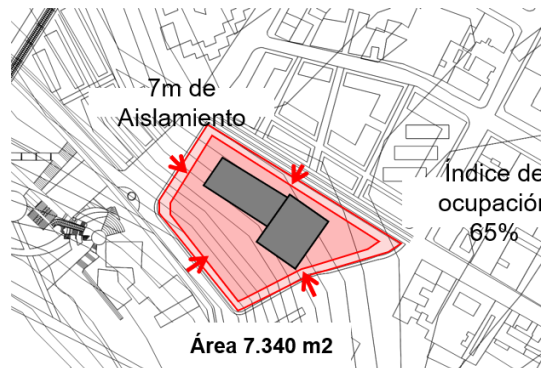 7m de
Aislamiento
Índice de
ocupación
65%
Área 7.340 m2